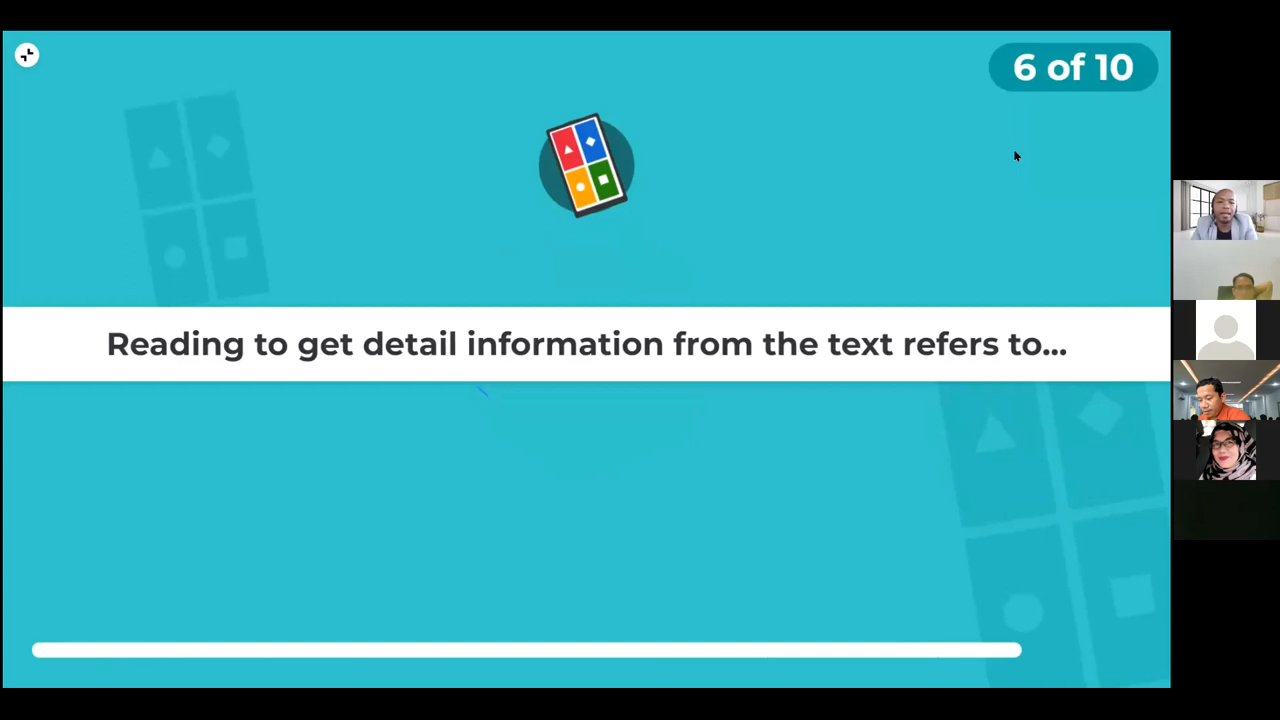 6 of 10
Reading to get detail information from the text refers to...